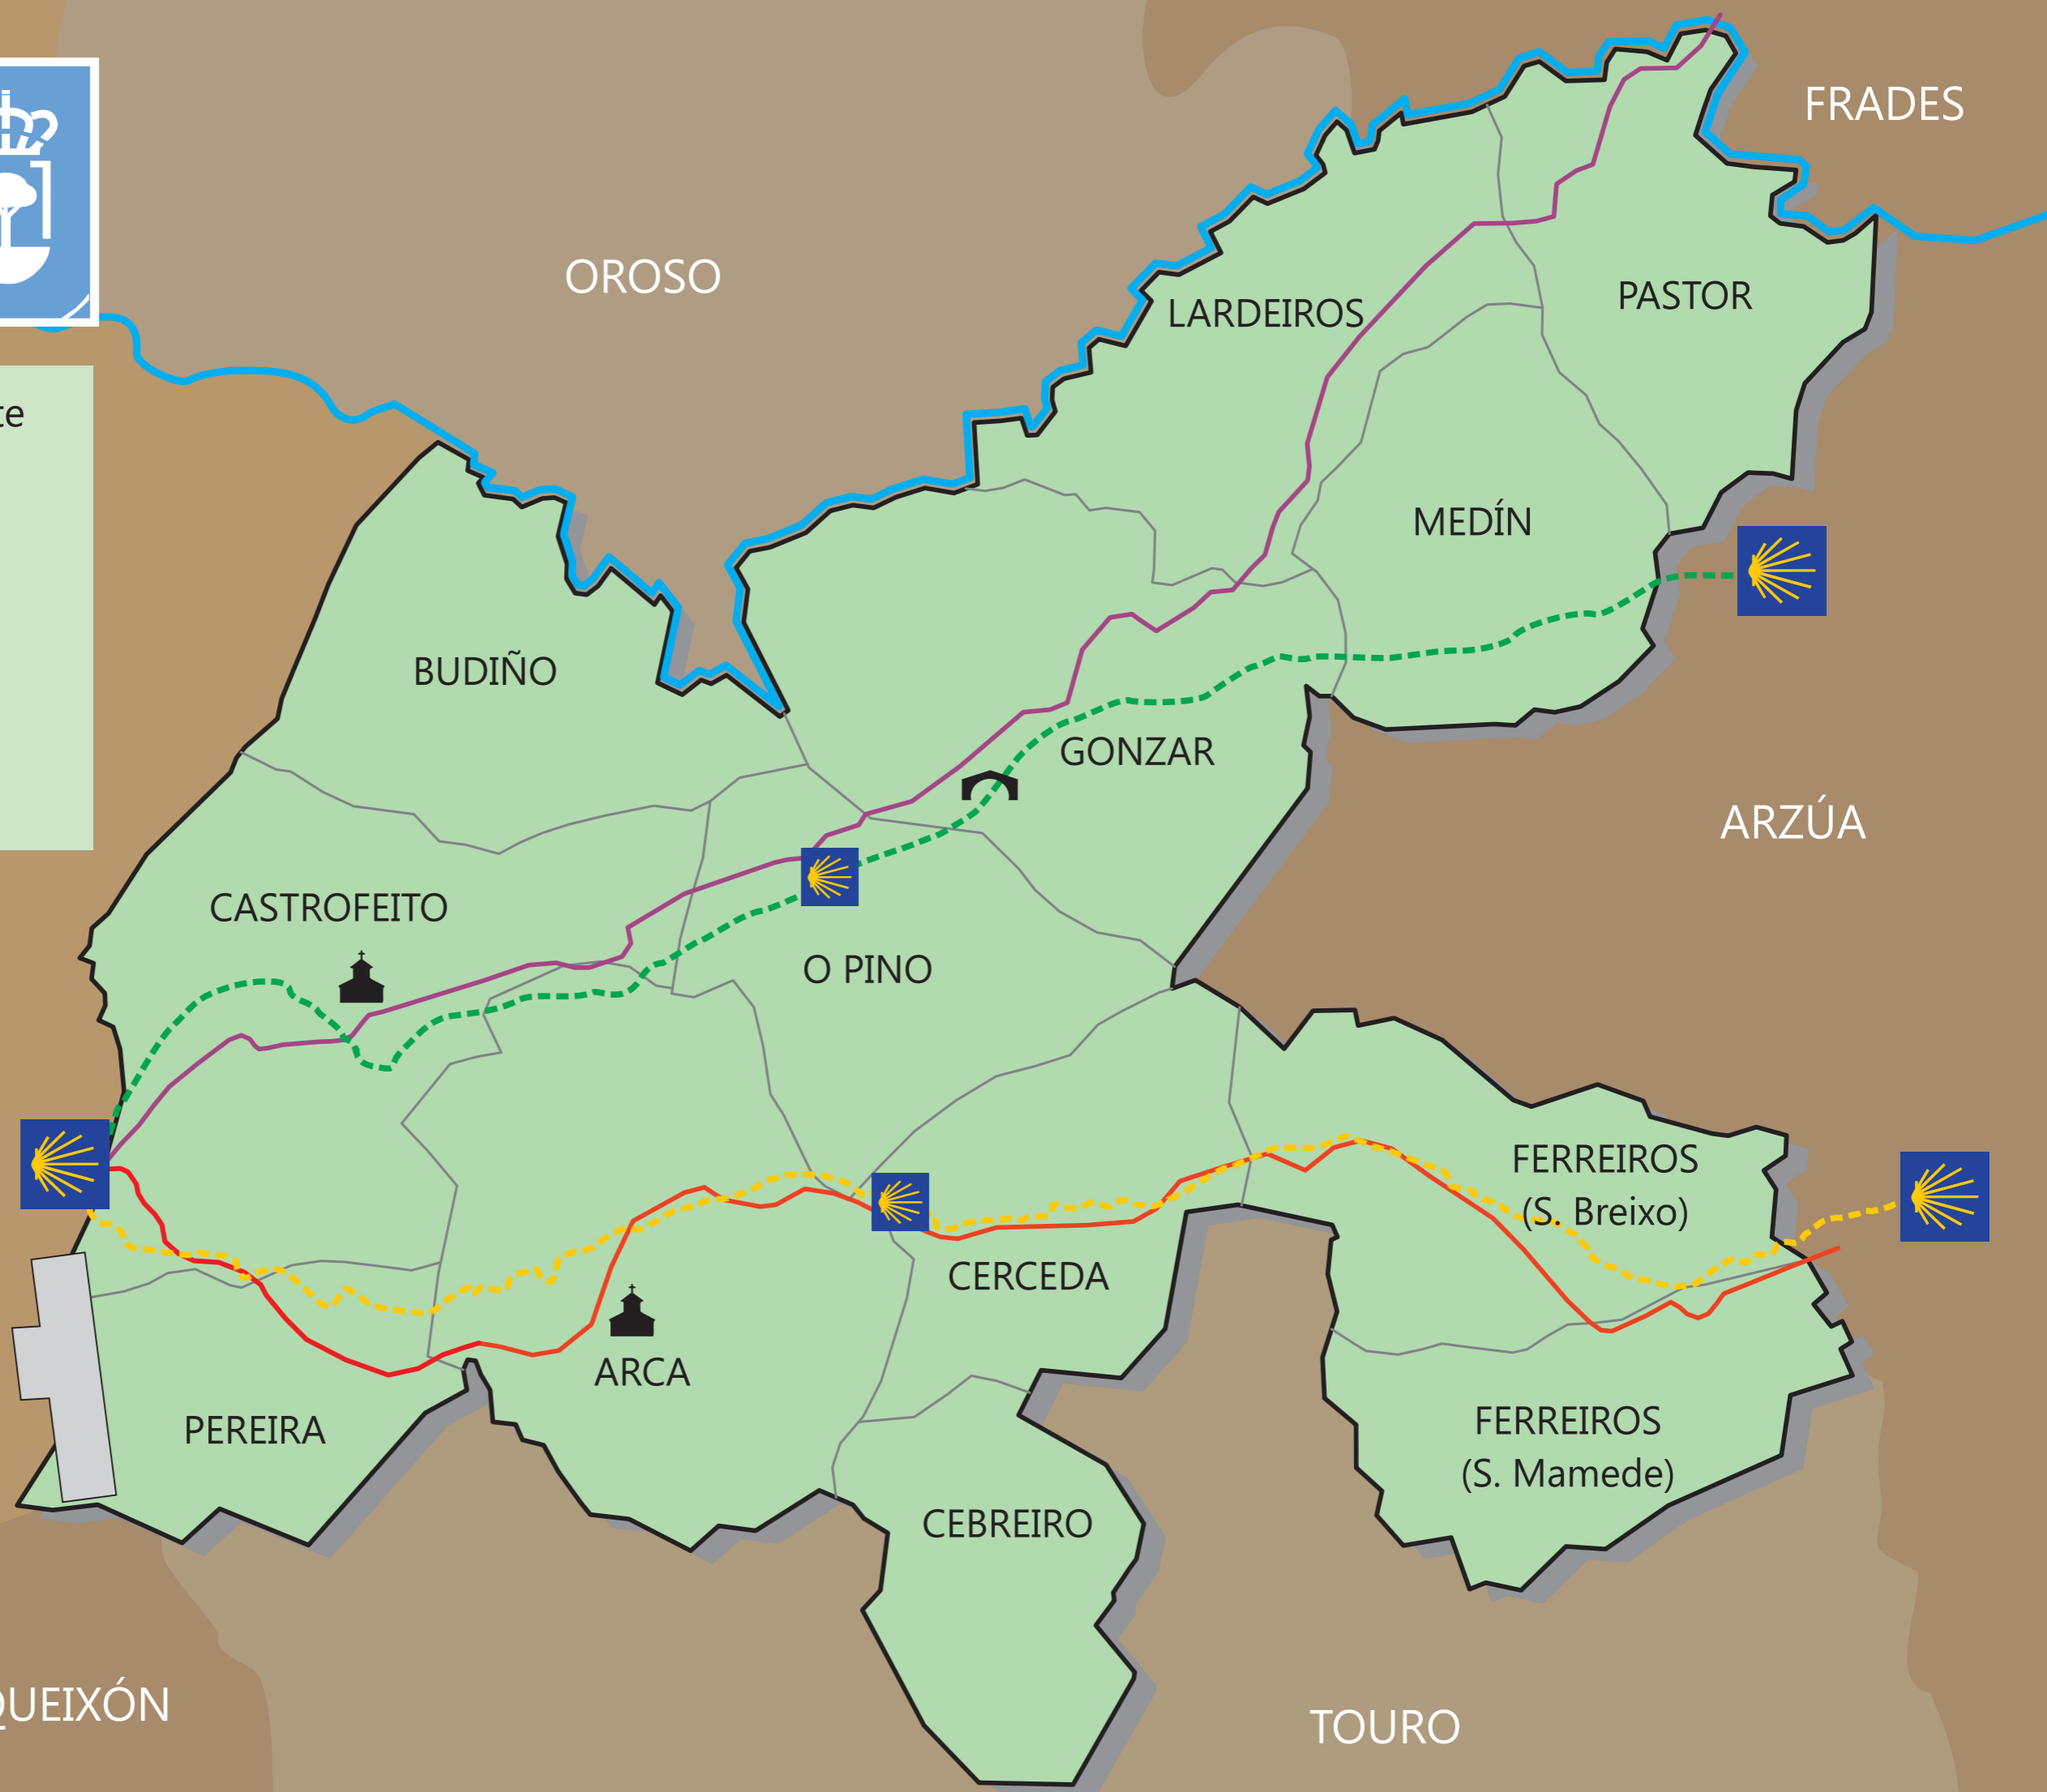 FRADES
OROSO
PASTOR
LARDEIROS
te
MEDÍN
BUDIÑO
GONZAR
ARZÚA
CASTROFEITO
O PINO
FERREIROS
(S. Breixo)
CERCEDA
ARCA
PEREIRA
FERREIROS
(S. Mamede)
CEBREIRO
QUEIXÓN
TOURO